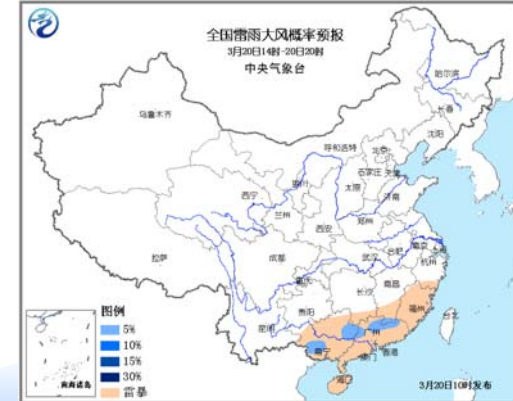 全国雷雨大风概率预报
3月20日14时-20日20时
中央气象台
哈尔滨
长春
乌鲁木齐
沈阳
呼和浩特
北京
天津
石家庄
银川
太原
济南
西宁
兰州
郑州
西安
南京
合肥
上海
拉萨
成都
武汉
杭州
重庆
南昌
长沙
贵阳
福州
昆明
台北
广州
南宁
香港
澳门
海口
图例
5%
10%
15%
30%
雷暴
南海诸岛
3月20日10时发布